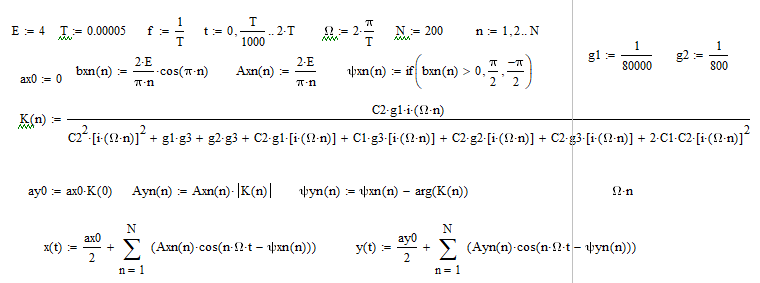 E := 4   T := 0.00005   f := 1/T   t := 0, T/1000 .. 2·T   Ω := 2·π/T   N := 200   n := 1, 2.. N
g1 := 1/80000   g2 := 1/800
ax0 := 0   bxn(n) := 2·E/π·n ·cos(π·n)   Axn(n) := 2·E/π·n   ψxn(n) := if(bxn(n) > 0, π/2, -π/2)
K(n) := C2·g1·i·(Ω·n) / C2²·[i·(Ω·n)]² + g1·g3 + g2·g3 + C2·g1·[i·(Ω·n)] + C1·g3·[i·(Ω·n)] + C2·g2·[i·(Ω·n)] + C2·g3·[i·(Ω·n)] + 2·C1·C2·[i·(Ω·n)]²
ay0 := ax0·K(0)   Ayn(n) := Axn(n)·|K(n)|   ψyn(n) := ψxn(n) − arg(K(n))   Ω·n
x(t) := ax0/2 + ∑ n = 1 N (Axn(n)·cos(n·Ω·t − ψxn(n)))   y(t) := ay0/2 + ∑ n = 1 N (Ayn(n)·cos(n·Ω·t − ψyn(n)))